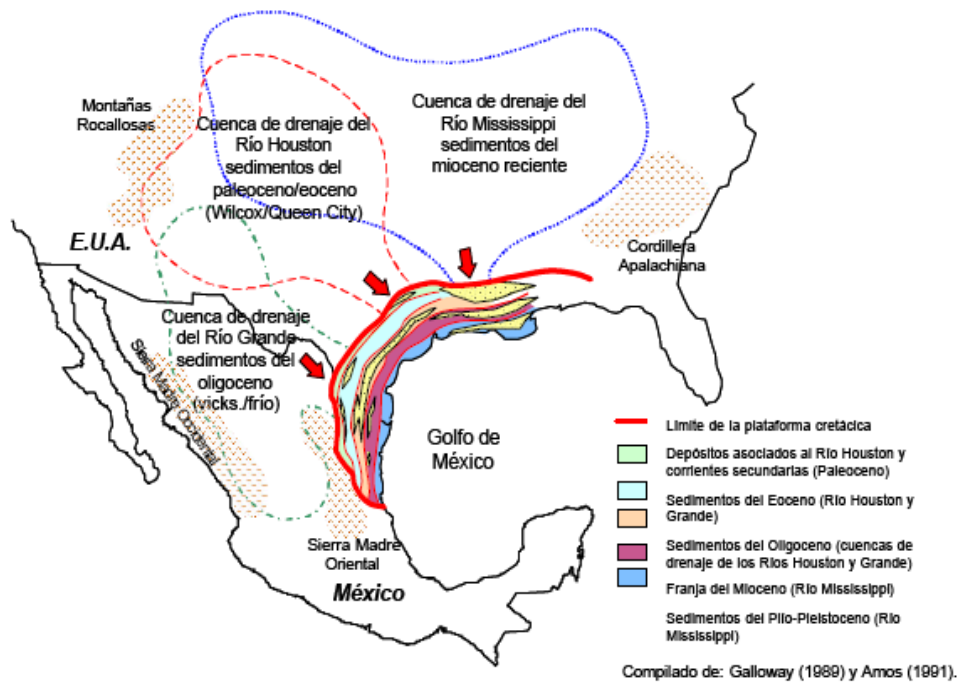 Montañas
Rocallosas
Cuenca de drenaje del
Río Houston
sedimentos del
paleoceno/eoceno
(Wilcox/Queen City)
Cuenca de drenaje del
Río Mississippi
sedimentos del
mioceno reciente
Cordillera
Apalachiana
E.U.A.
Cuenca de drenaje
del Río Grande
sedimentos del
oligoceno
(vicks./frío)
Sierra Madre Occidental
Golfo de
México
Sierra Madre
Oriental
México
Límite de la plataforma cretácica
Depósitos asociados al Río Houston y
corrientes secundarias (Paleoceno)
Sedimentos del Eoceno (Río Houston y
Grande)
Sedimentos del Oligoceno (cuencas de
drenaje de los Ríos Houston y Grande)
Franja del Mioceno (Río Mississippi)
Sedimentos del Plio-Pleistoceno (Río
Mississippi)
Compilado de: Galloway (1989) y Amos (1991).